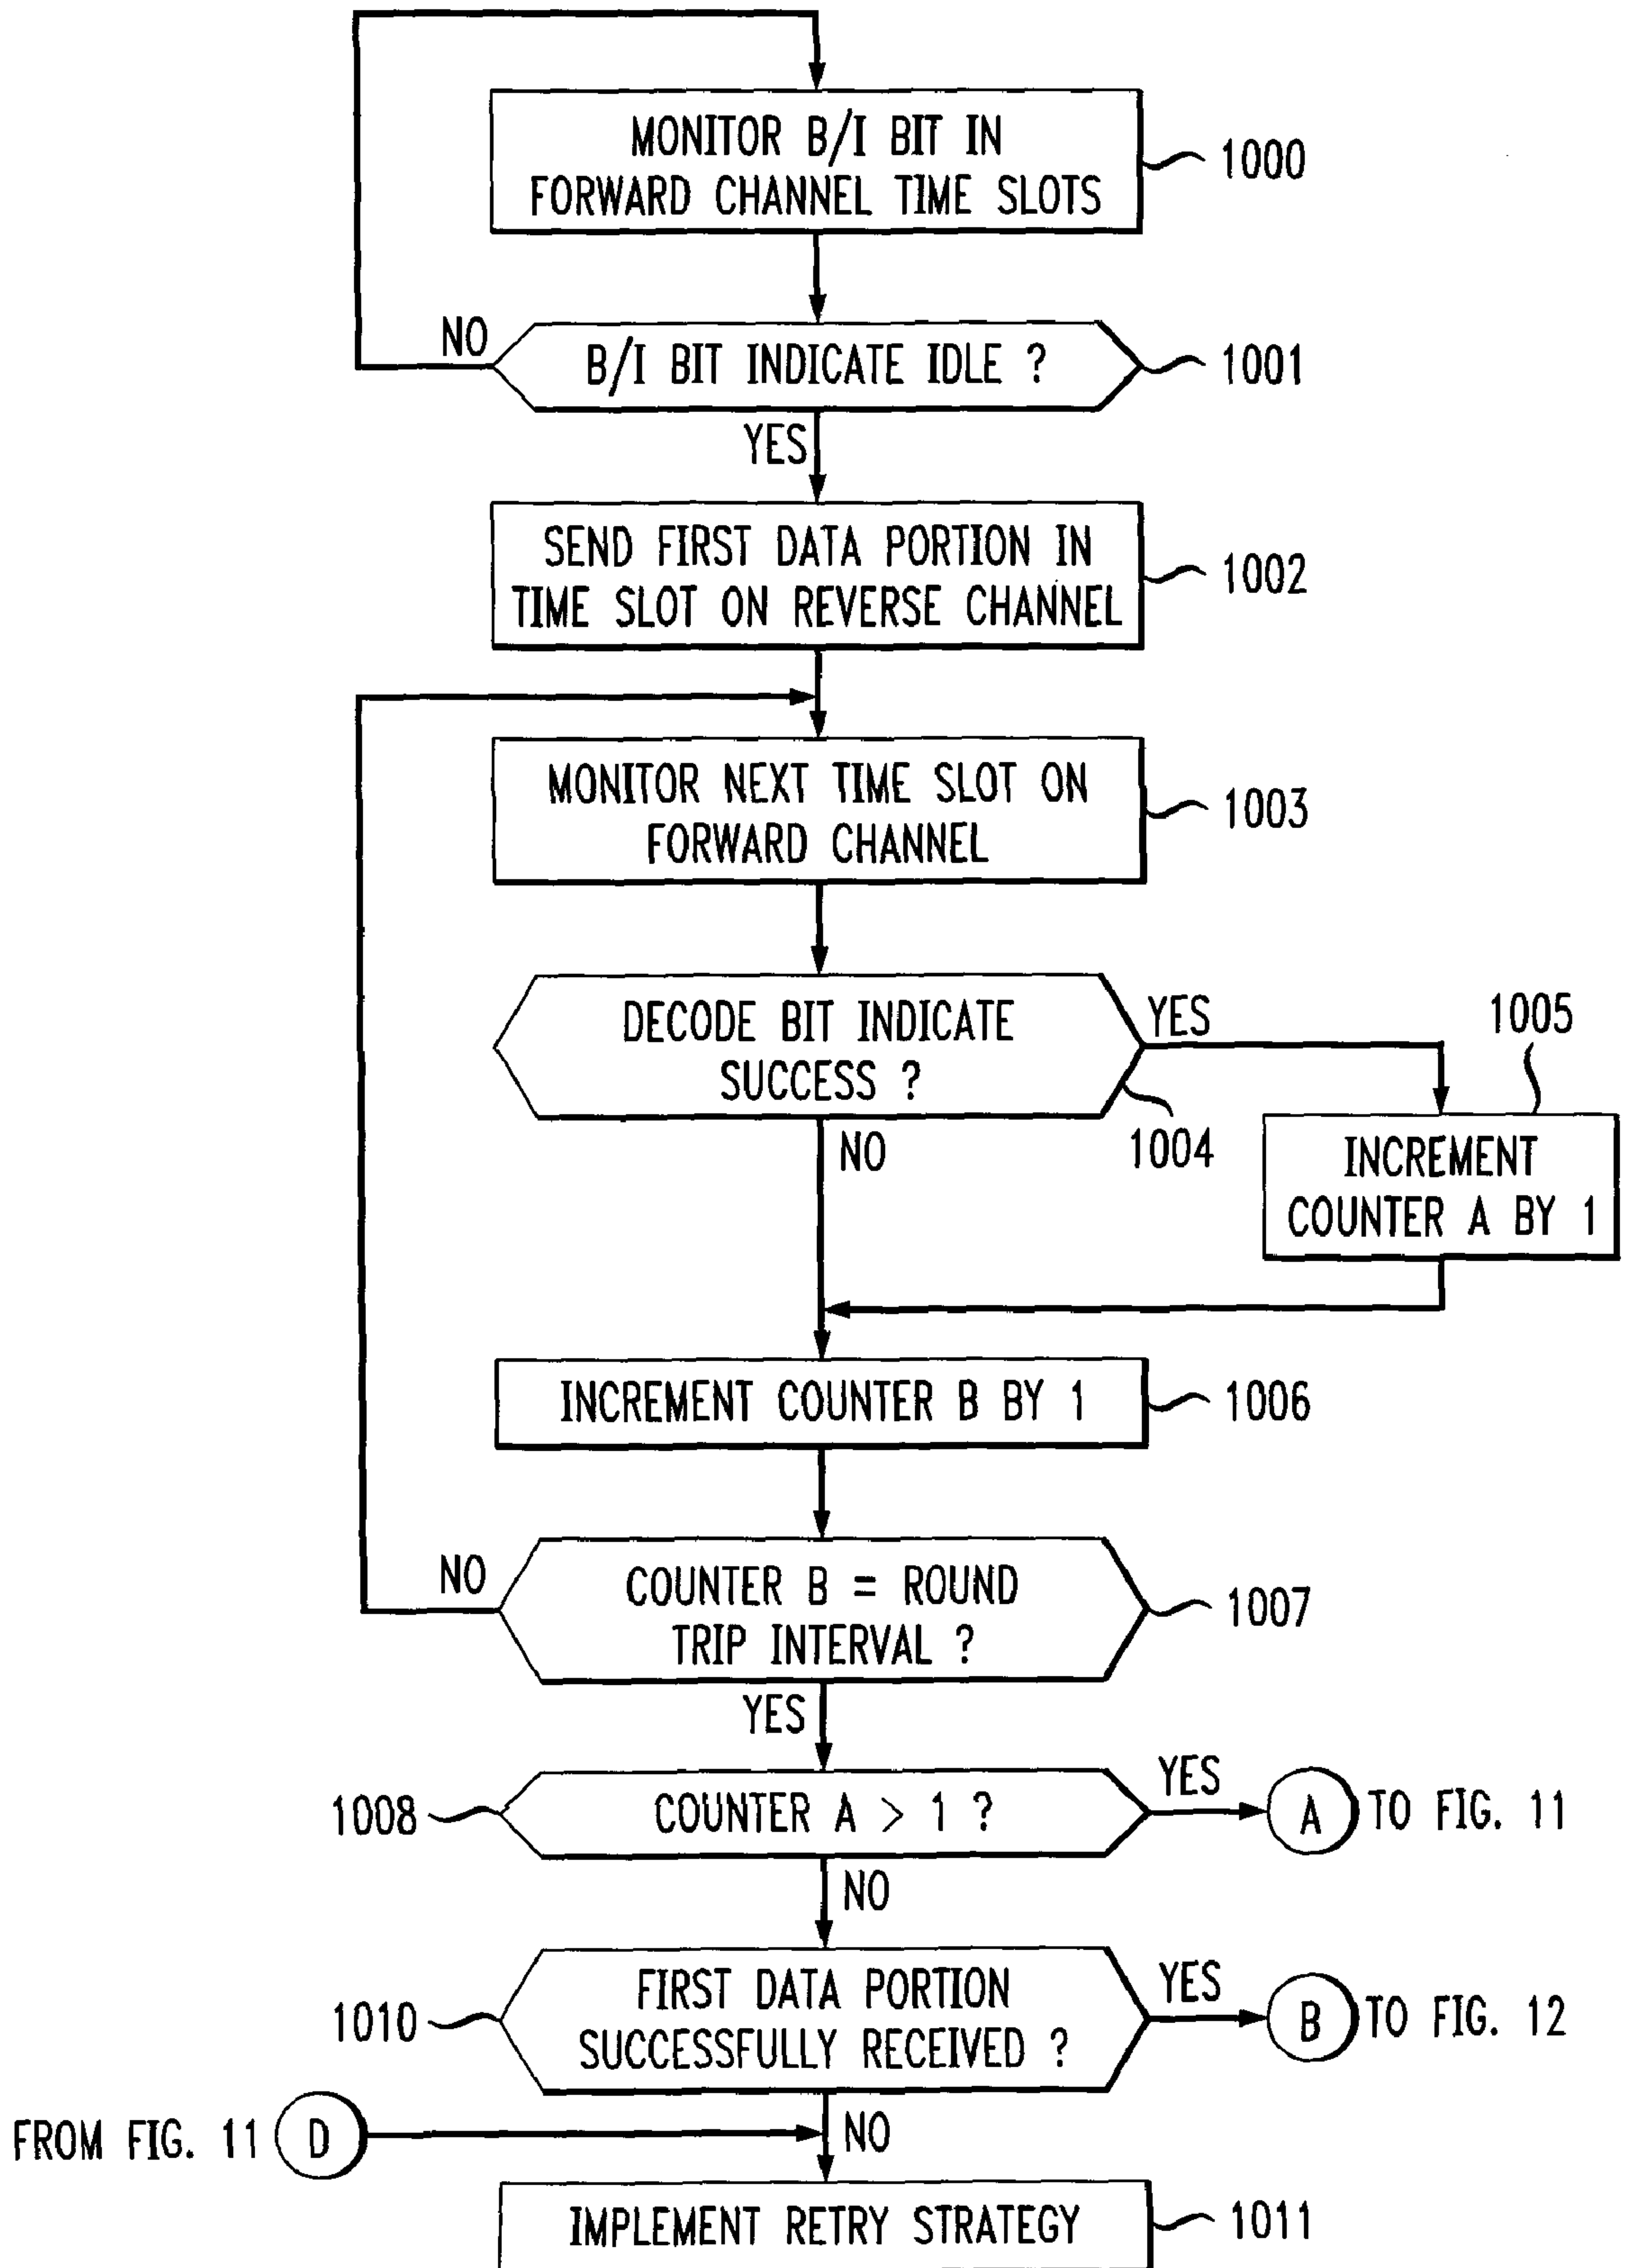 MONITOR B/I BIT IN
FORWARD CHANNEL TIME SLOTS
1000
NO
B/I BIT INDICATE IDLE ?
1001
YES
SEND FIRST DATA PORTION IN
TIME SLOT ON REVERSE CHANNEL
1002
MONITOR NEXT TIME SLOT ON
FORWARD CHANNEL
1003
DECODE BIT INDICATE
SUCCESS ?
YES
1004
NO
1005
INCREMENT
COUNTER A BY 1
INCREMENT COUNTER B BY 1
1006
NO
COUNTER B = ROUND
TRIP INTERVAL ?
1007
YES
1008
COUNTER A > 1 ?
YES
A
TO FIG. 11
NO
1010
FIRST DATA PORTION
SUCCESSFULLY RECEIVED ?
YES
B
TO FIG. 12
FROM FIG. 11
D
NO
IMPLEMENT RETRY STRATEGY
1011